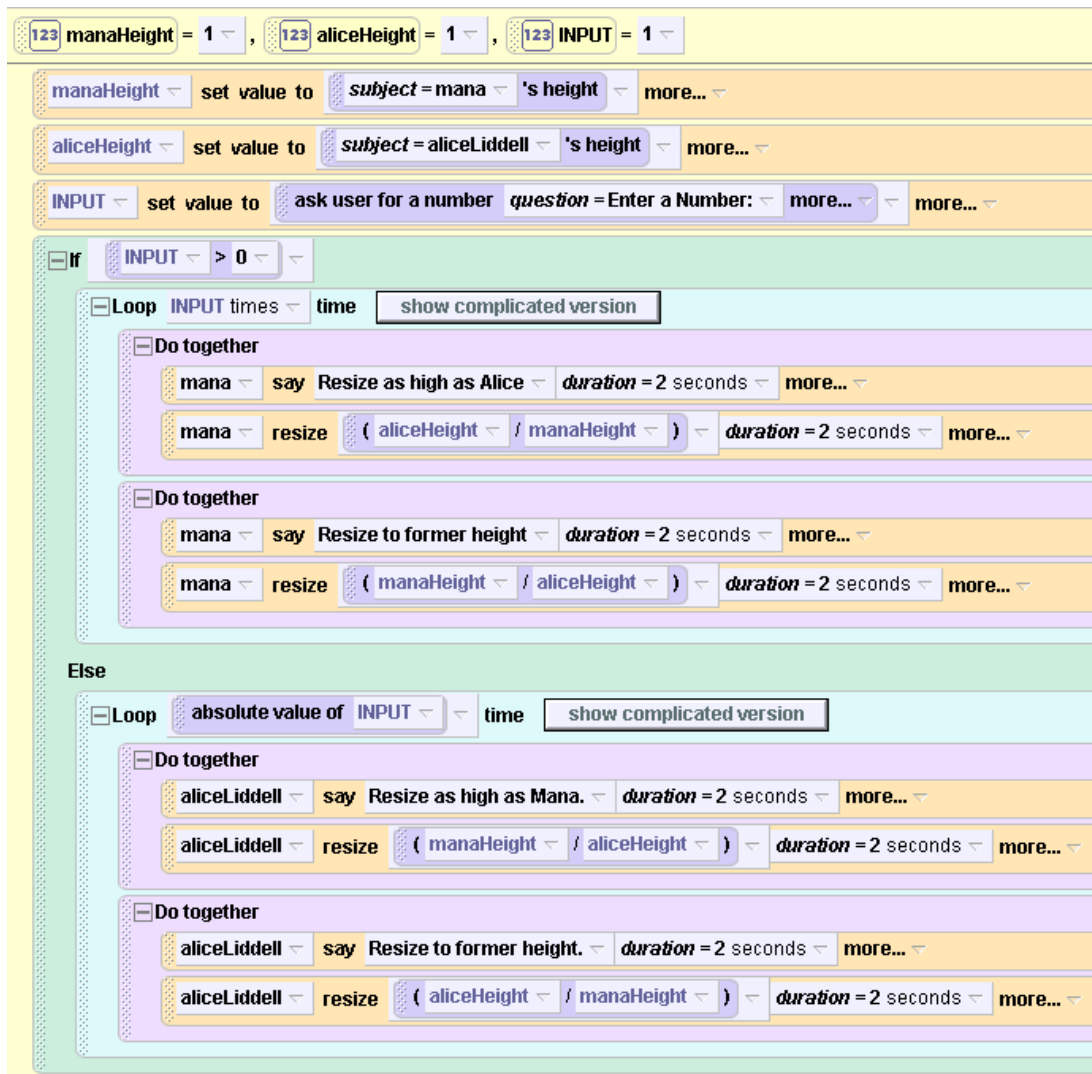 123 manaHeight = 1 , 123 aliceHeight = 1 , 123 INPUT = 1
manaHeight set value to subject = mana 's height more...
aliceHeight set value to subject = aliceLiddell 's height more...
INPUT set value to ask user for a number question = Enter a Number: more... more...
If INPUT > 0
Loop INPUT times time show complicated version
Do together
mana say Resize as high as Alice duration = 2 seconds more...
mana resize ( aliceHeight / manaHeight ) duration = 2 seconds more...
Do together
mana say Resize to former height duration = 2 seconds more...
mana resize ( manaHeight / aliceHeight ) duration = 2 seconds more...
Else
Loop absolute value of INPUT time show complicated version
Do together
aliceLiddell say Resize as high as Mana. duration = 2 seconds more...
aliceLiddell resize ( manaHeight / aliceHeight ) duration = 2 seconds more...
Do together
aliceLiddell say Resize to former height. duration = 2 seconds more...
aliceLiddell resize ( aliceHeight / manaHeight ) duration = 2 seconds more...